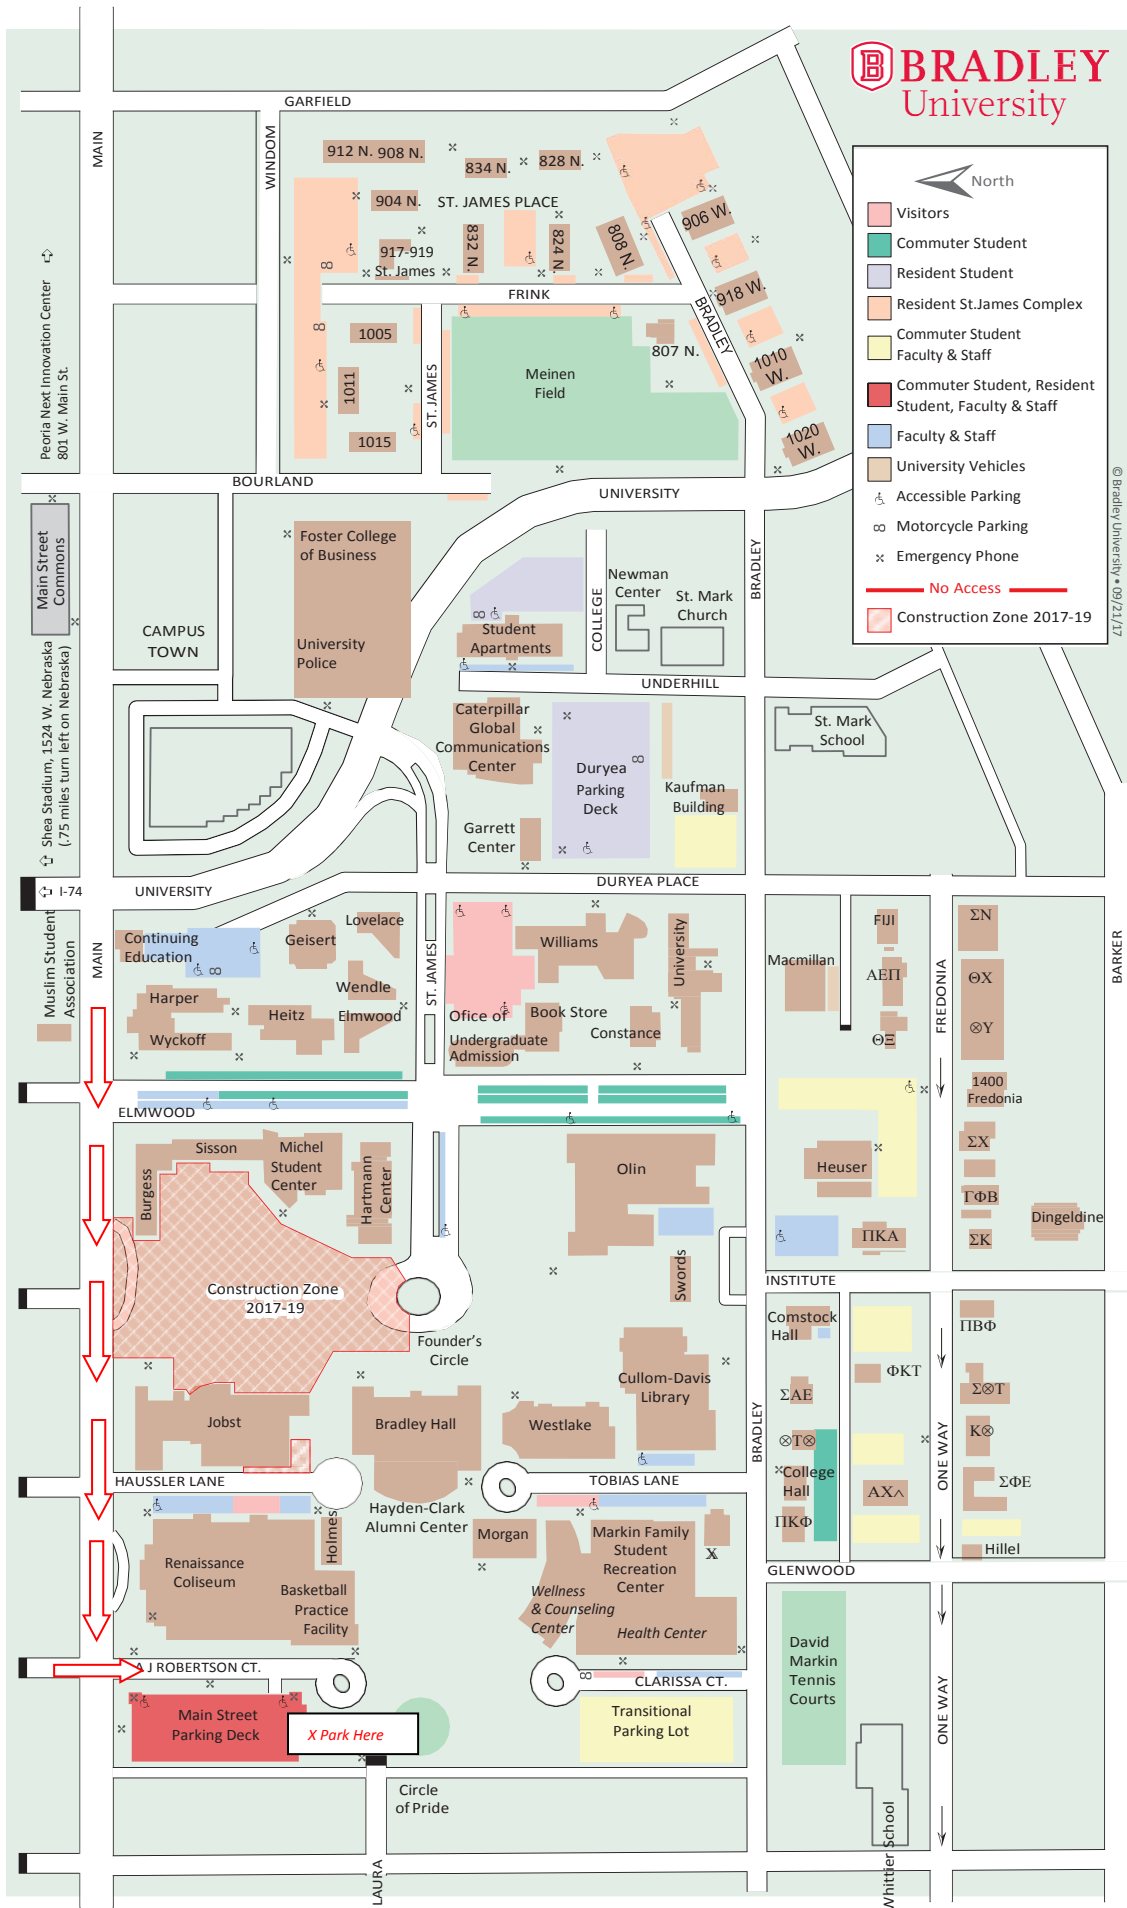 BRADLEY
University
North
Visitors
Commuter Student
Resident Student
Resident St.James Complex
Commuter Student
Faculty & Staff
Commuter Student, Resident
Student, Faculty & Staff
Faculty & Staff
University Vehicles
Accessible Parking
Motorcycle Parking
Emergency Phone
No Access
Construction Zone 2017-19
© Bradley University • 09/21/17
GARFIELD
MAIN
WINDOM
912 N. 908 N.
834 N.
828 N.
904 N.
ST. JAMES PLACE
917-919
St. James
832 N.
824 N.
808 N.
906 W.
918 W.
1010
W.
1020
W.
FRINK
BRADLEY
1005
1011
1015
ST. JAMES
Meinen
Field
807 N.
Peoria Next Innovation Center
801 W. Main St.
BOURLAND
UNIVERSITY
Main Street
Commons
Foster College
of Business
University
Police
CAMPUS
TOWN
COLLEGE
Newman
Center
St. Mark
Church
BRADLEY
Student
Apartments
UNDERHILL
Shea Stadium, 1524 W. Nebraska
(.75 miles turn left on Nebraska)
Caterpillar
Global
Communications
Center
Duryea
Parking
Deck
Kaufman
Building
Garrett
Center
St. Mark
School
I-74
UNIVERSITY
DURYEA PLACE
Muslim Student
Association
MAIN
Continuing
Education
Geisert
Lovelace
Wendle
Harper
Heitz
Elmwood
Wyckoff
ST. JAMES
Williams
University
Ofice of
Undergraduate
Admission
Book Store
Constance
Macmillan
FIJI
ΑΕΠ
ΘΞ
FREDONIA
ΣΝ
ΘΧ
⊗Υ
BARKER
1400
Fredonia
ELMWOOD
Sisson
Michel
Student
Center
Burgess
Hartmann
Center
Olin
Heuser
ΣΧ
ΓΦΒ
Dingeldine
ΠΚΑ
ΣΚ
Swords
INSTITUTE
Construction Zone
2017-19
Founder's
Circle
Comstock
Hall
ΠΒΦ
Cullom-Davis
Library
ΦΚΤ
ΣΑΕ
Σ⊗Τ
Jobst
Bradley Hall
Westlake
BRADLEY
⊗Τ⊗
Κ⊗
ONE WAY
HAUSSLER LANE
TOBIAS LANE
College
Hall
ΑΧ^
ΣΦΕ
ΠΚΦ
Hayden-Clark
Alumni Center
Holmes
Morgan
Markin Family
Student
Recreation
Center
X
Hillel
Renaissance
Coliseum
Basketball
Practice
Facility
Wellness
& Counseling
Center
Health Center
GLENWOOD
A J ROBERTSON CT.
CLARISSA CT.
David
Markin
Tennis
Courts
ONE WAY
Main Street
Parking Deck
X Park Here
Transitional
Parking Lot
Circle
of Pride
LAURA
Whittier School